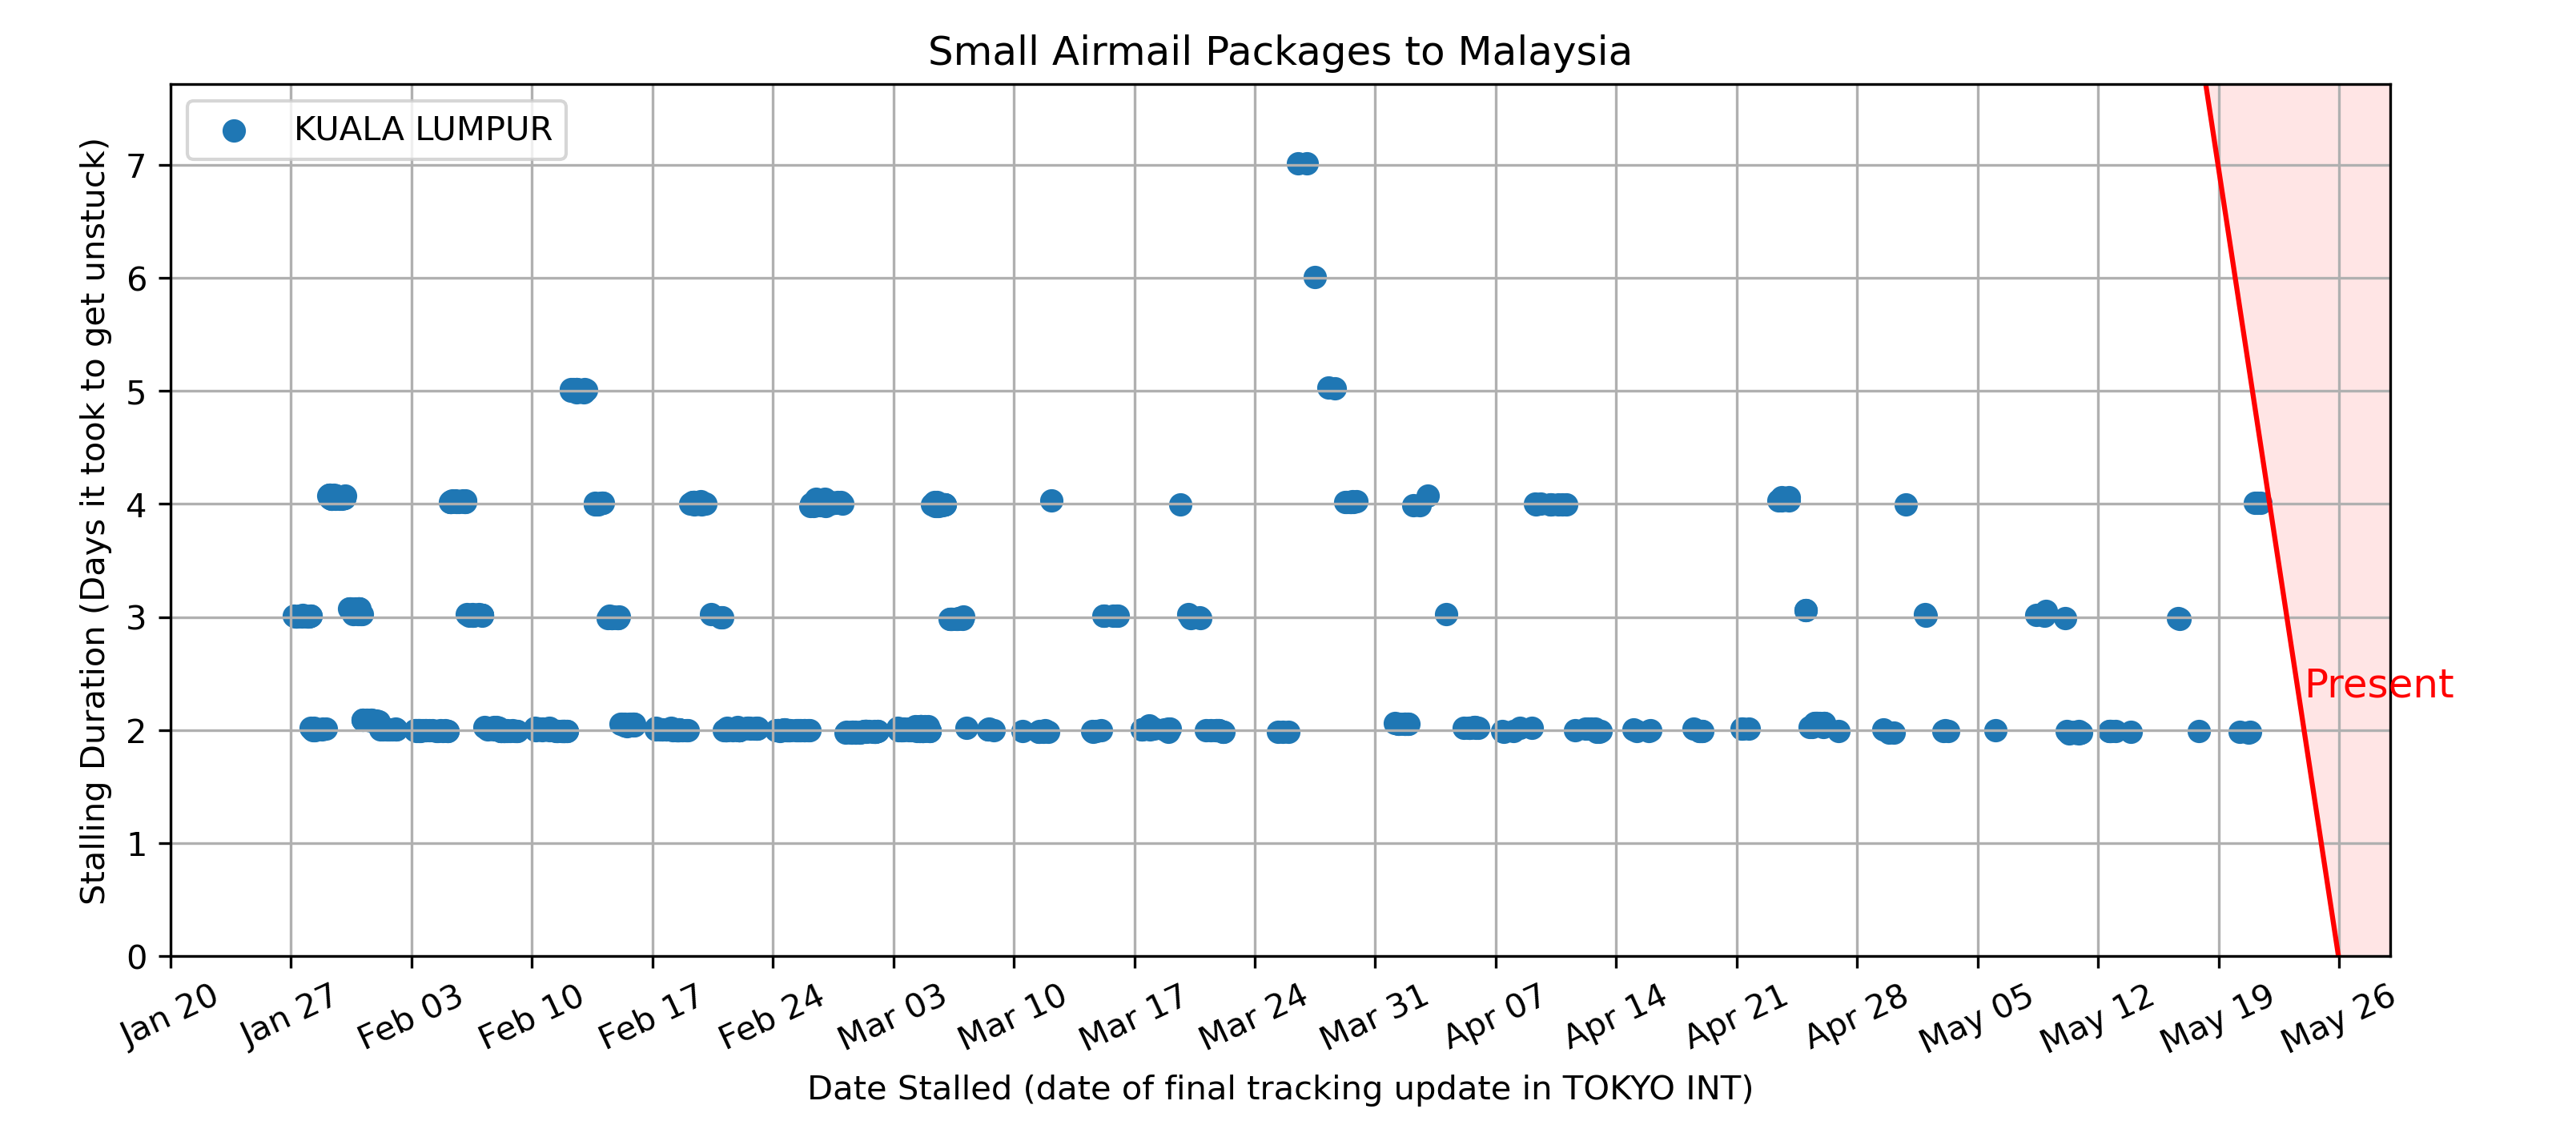 Small Airmail Packages to Malaysia
KUALA LUMPUR
Stalling Duration (Days it took to get unstuck)
7
6
5
4
3
2
1
0
Present
Jan 20
Jan 27
Feb 03
Feb 10
Feb 17
Feb 24
Mar 03
Mar 10
Mar 17
Mar 24
Mar 31
Apr 07
Apr 14
Apr 21
Apr 28
May 05
May 12
May 19
May 26
Date Stalled (date of final tracking update in TOKYO INT)